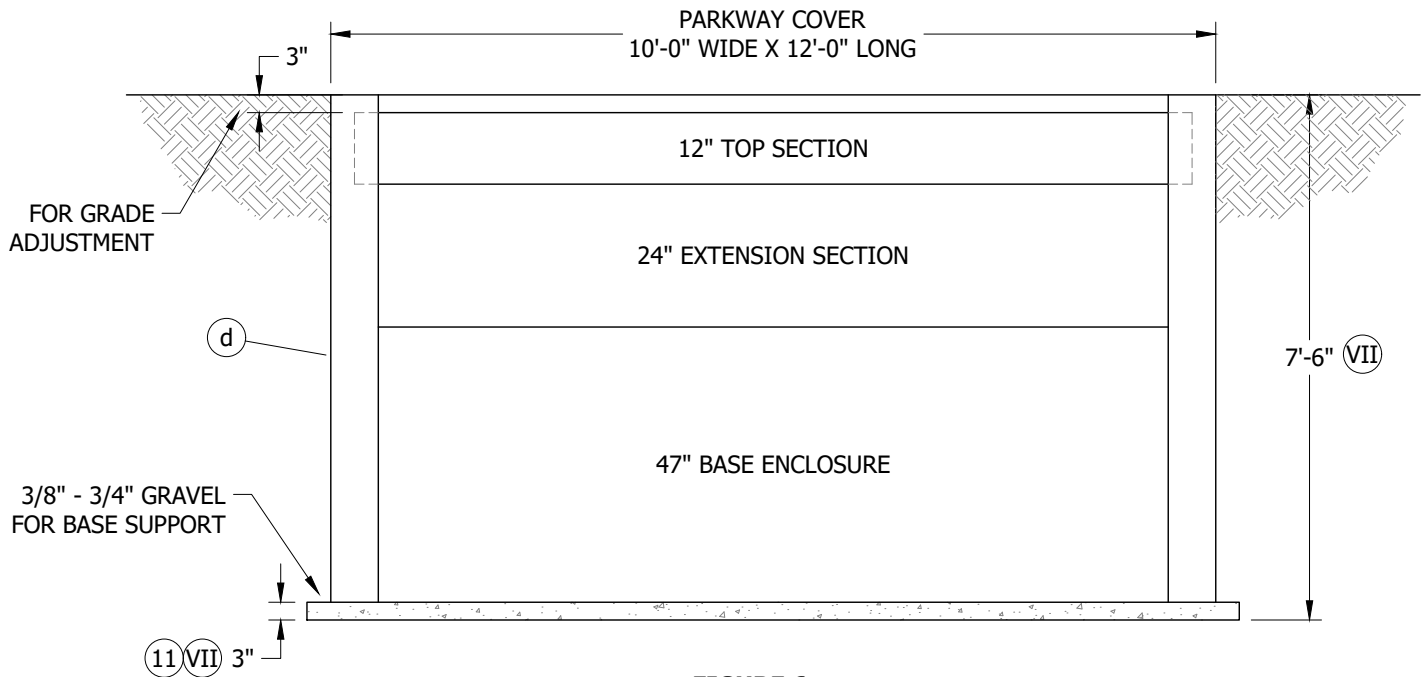 PARKWAY COVER
10'-0" WIDE X 12'-0" LONG
3"
12" TOP SECTION
FOR GRADE
ADJUSTMENT
24" EXTENSION SECTION
d
7'-6" VII
47" BASE ENCLOSURE
3/8" - 3/4" GRAVEL
FOR BASE SUPPORT
11 VII 3"